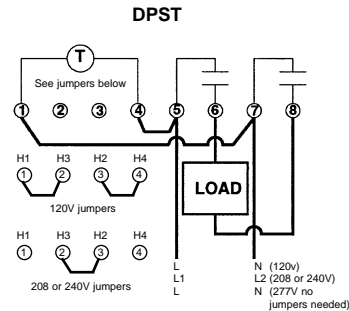 DPST
T
See jumpers below
1 2 3 4 5 6 7 8
H1 H3 H2 H4
1 2 3 4
120V jumpers
LOAD
H1 H3 H2 H4
1 2 3 4
208 or 240V jumpers
L N (120v)
L1 L2 (208 or 240V)
L N (277V no
jumpers needed)